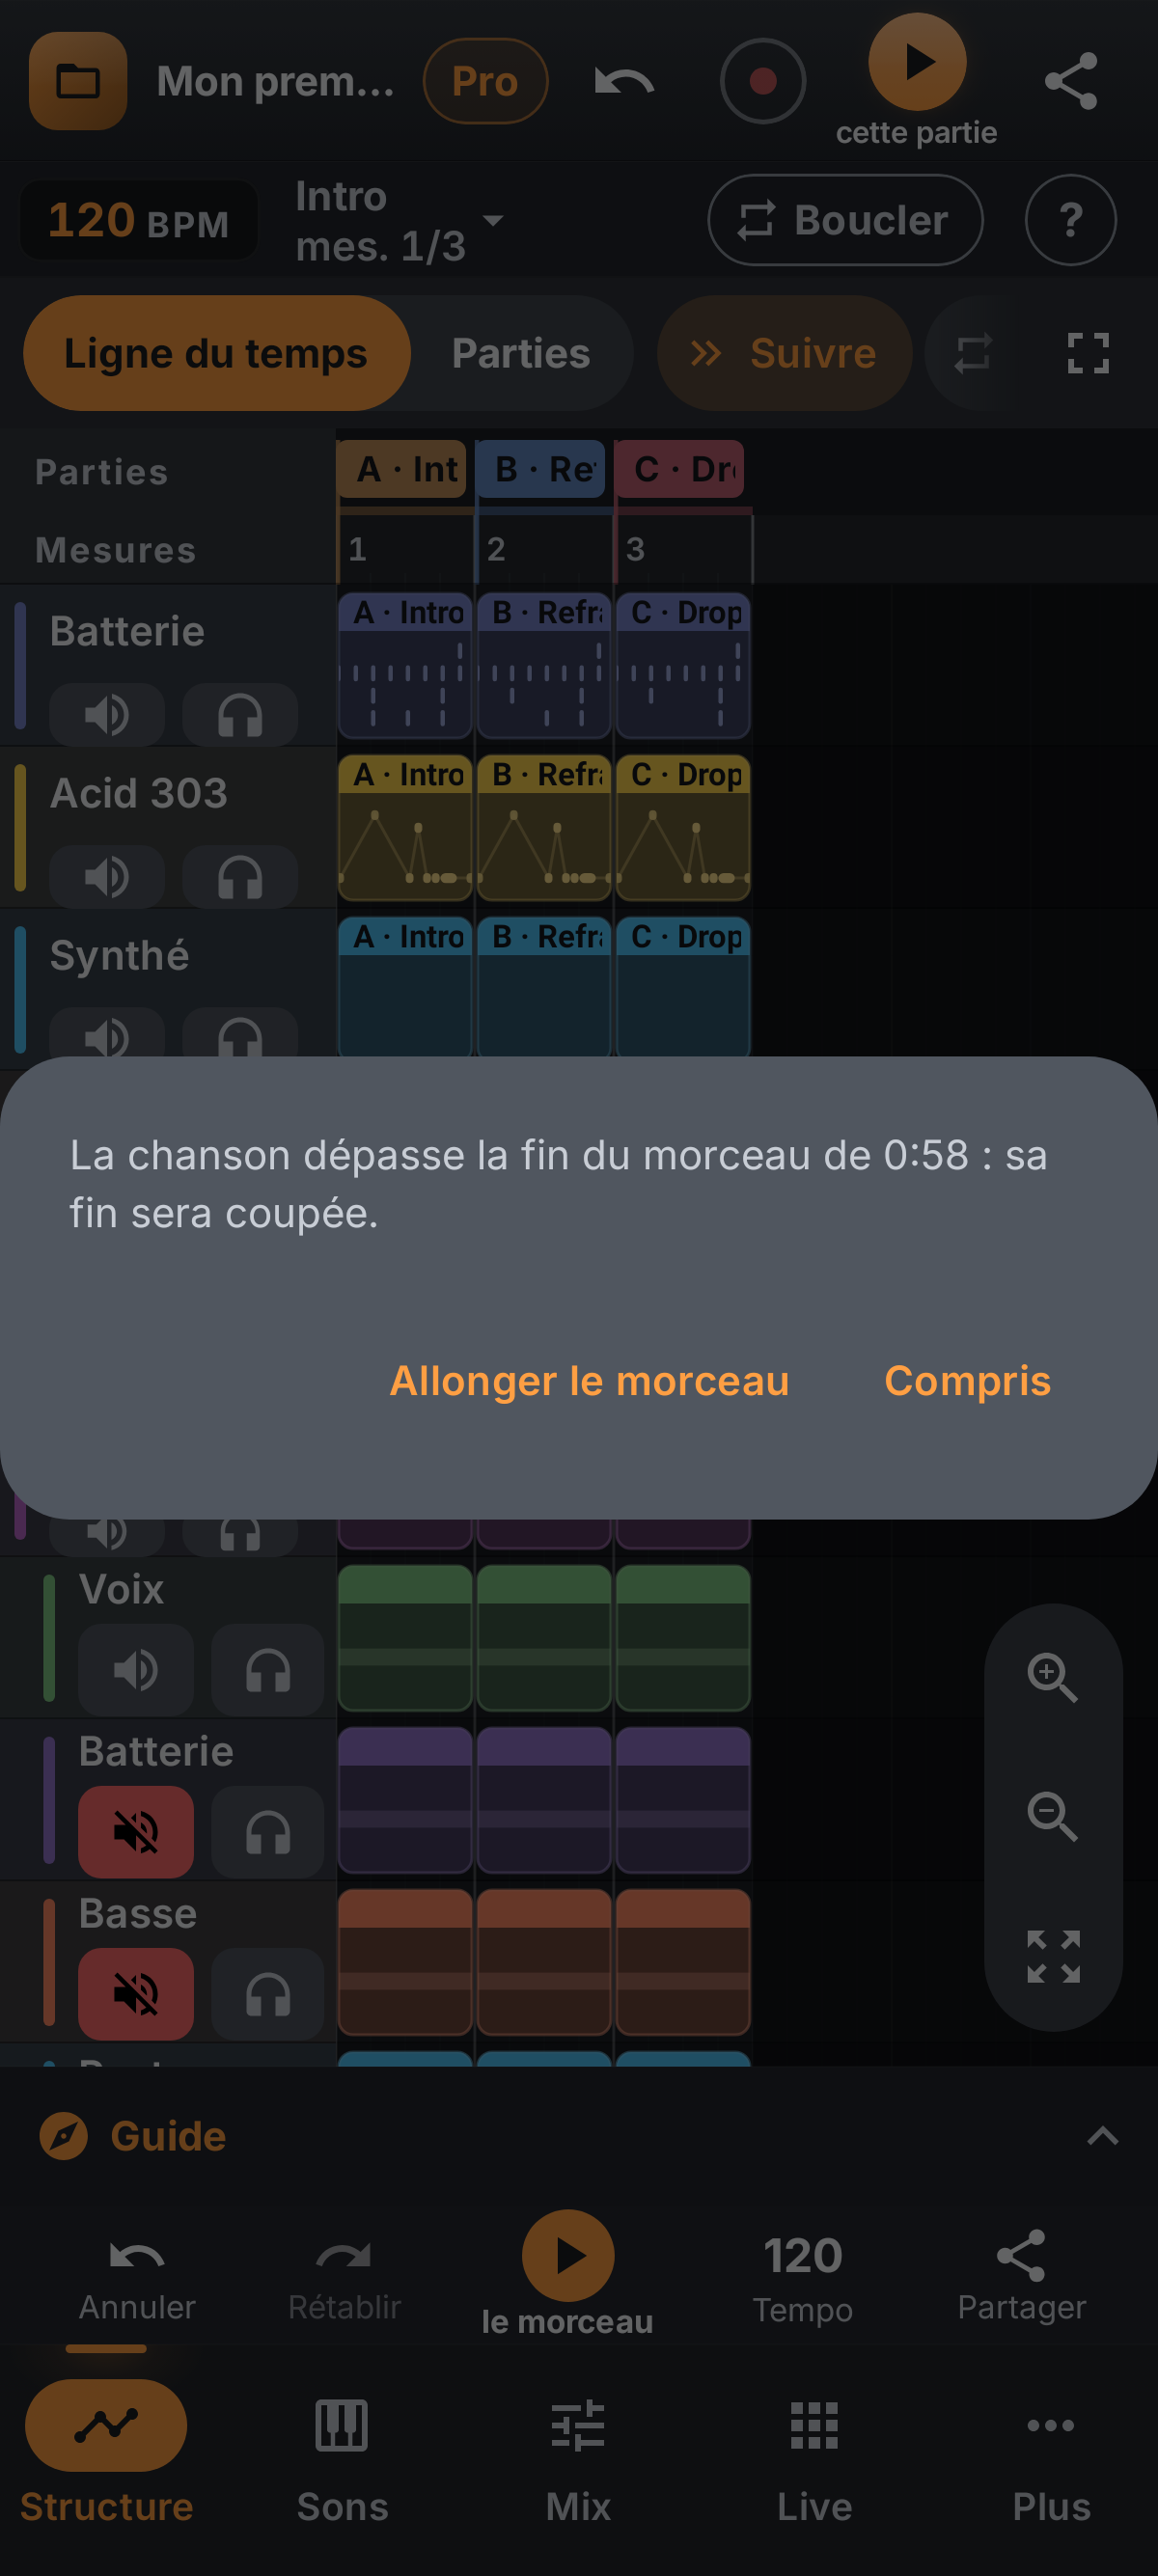 Mon prem...
Pro
cette partie
120 BPM
Intro
mes. 1/3
Boucler
?
Ligne du temps
Parties
Suivre
Parties
A · Int
B · Re
C · Dr
Mesures
1
2
3
Batterie
A · Intro
B · Refr
C · Drop
Acid 303
A · Intro
B · Refr
C · Drop
Synthé
A · Intro
B · Refr
C · Drop
La chanson dépasse la fin du morceau de 0:58 : sa
fin sera coupée.
Allonger le morceau
Compris
Voix
Batterie
Basse
Guide
Annuler
Rétablir
le morceau
120
Tempo
Partager
Structure
Sons
Mix
Live
Plus